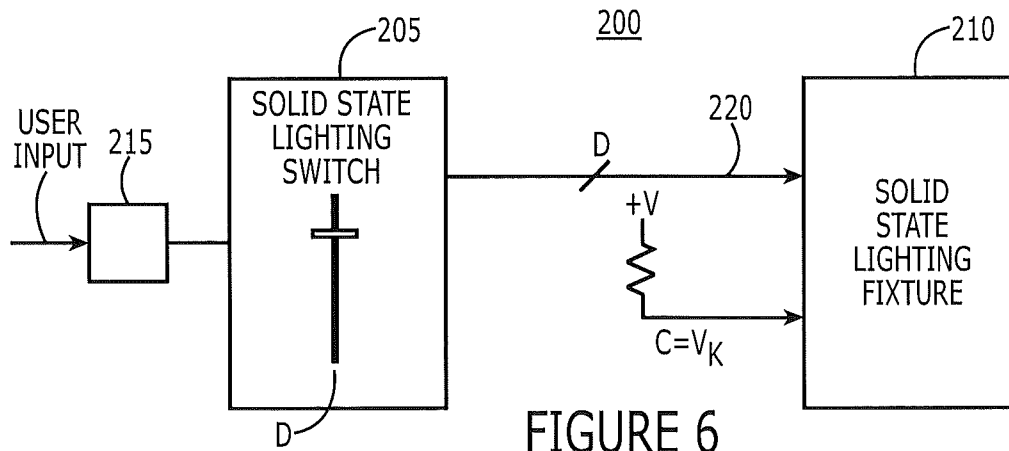 200
205
210
USER
INPUT
215
SOLID STATE
LIGHTING
SWITCH
D
D
220
+V
C=VK
SOLID
STATE
LIGHTING
FIXTURE
FIGURE 6